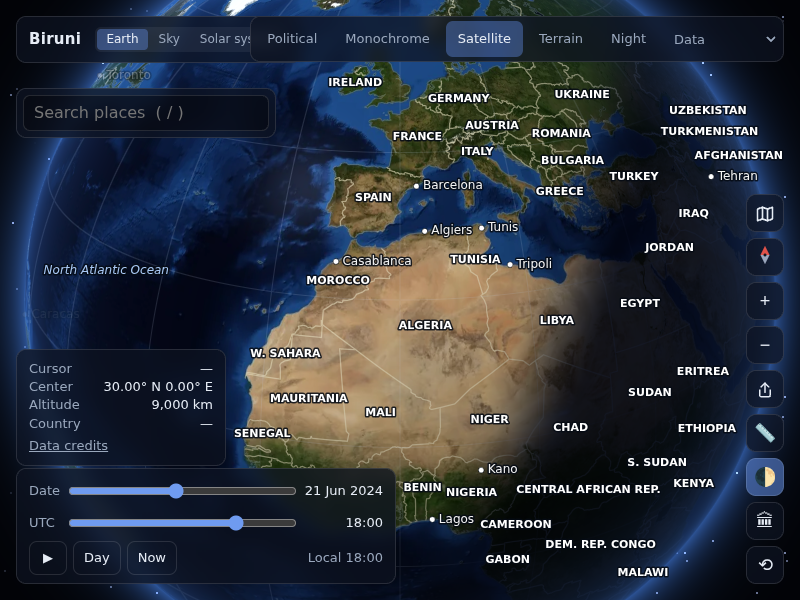 Biruni
Earth
Sky
Solar sys
Political
Monochrome
Satellite
Terrain
Night
Data
Toronto
Search places ( / )
IRELAND
GERMANY
UKRAINE
UZBEKISTAN
FRANCE
AUSTRIA
ROMANIA
TURKMENISTAN
ITALY
BULGARIA
AFGHANISTAN
SPAIN
Barcelona
GREECE
TURKEY
Tehran
IRAQ
Algiers
Tunis
JORDAN
Casablanca
TUNISIA
Tripoli
North Atlantic Ocean
MOROCCO
EGYPT
+
Caracas
ALGERIA
LIBYA
−
W. SAHARA
Cursor —
Center 30.00° N 0.00° E
Altitude 9,000 km
Country —
Data credits
ERITREA
SUDAN
MAURITANIA
MALI
NIGER
CHAD
ETHIOPIA
SENEGAL
S. SUDAN
Kano
KENYA
BENIN
NIGERIA
CENTRAL AFRICAN REP.
Lagos
CAMEROON
DEM. REP. CONGO
GABON
MALAWI
Date 21 Jun 2024
UTC 18:00
Day
Now
Local 18:00